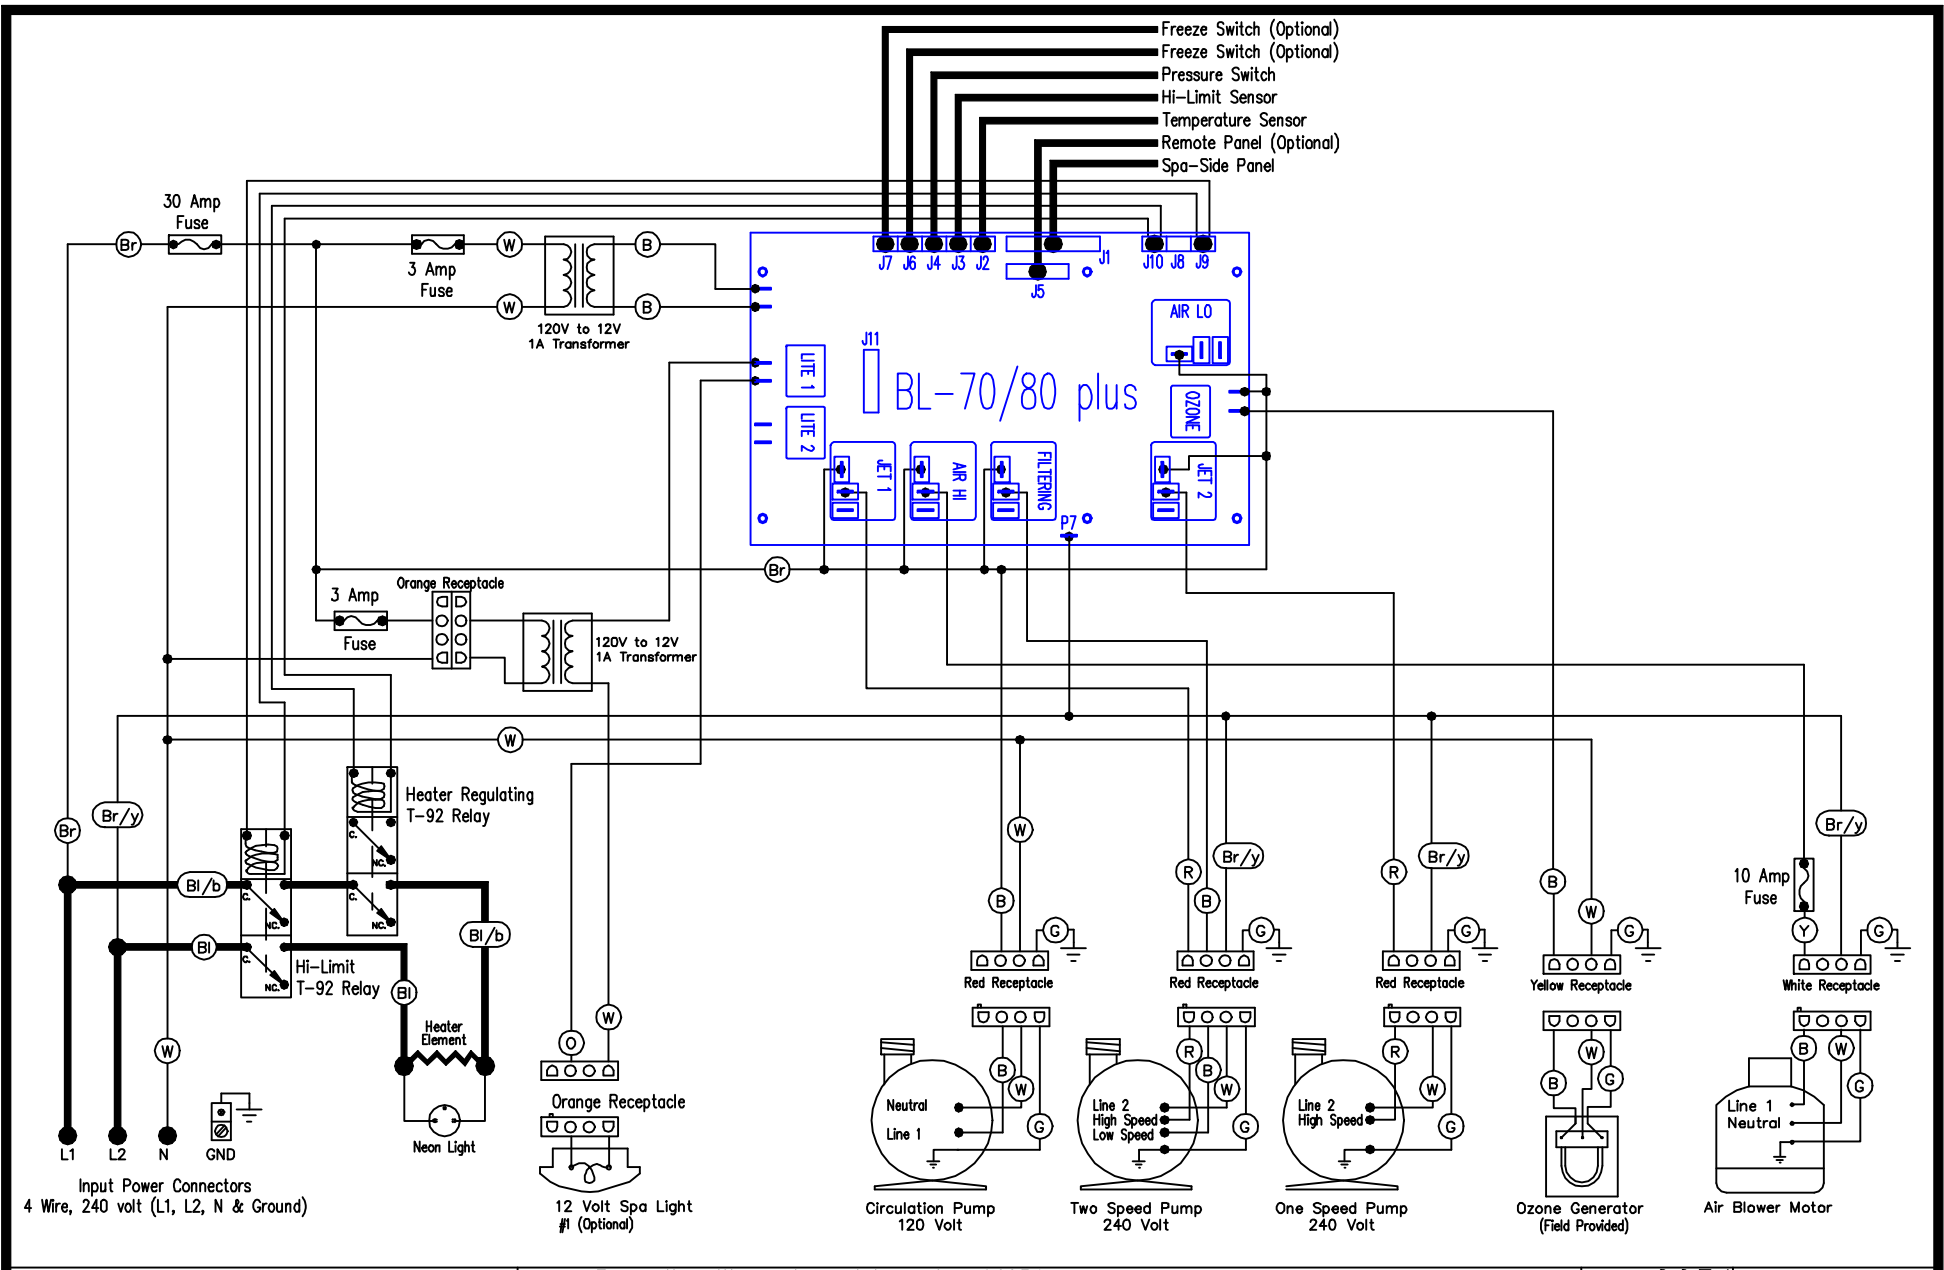 Freeze Switch (Optional)
Freeze Switch (Optional)
Pressure Switch
Hi-Limit Sensor
Temperature Sensor
Remote Panel (Optional)
Spa-Side Panel
30 Amp
Fuse
Br
3 Amp
Fuse
W
B
W
B
120V to 12V
1A Transformer
J7 J6 J4 J3 J2
J1
J5
J10 J8 J9
AIR LO
J11
LITE 1
LITE 2
BL-70/80 plus
OZONE
JET 1
AIR HI
FILTERING
JET 2
P7
Br
Orange Receptacle
3 Amp
Fuse
120V to 12V
1A Transformer
W
Br
Br/y
Heater Regulating
T-92 Relay
C.
NC.
C.
NC.
Bl/b
C.
NC.
Bl
C.
NC.
Hi-Limit
T-92 Relay
Bl/b
Bl
Heater
Element
Neon Light
W
L1 L2 N GND
Input Power Connectors
4 Wire, 240 volt (L1, L2, N & Ground)
O
W
Orange Receptacle
12 Volt Spa Light
#1 (Optional)
B
W
G
Red Receptacle
B
W
G
Neutral
Line 1
Circulation Pump
120 Volt
R
B
Br/y
G
Red Receptacle
R
B
W
G
Line 2
High Speed
Low Speed
Two Speed Pump
240 Volt
R
Br/y
G
Red Receptacle
R
W
G
Line 2
High Speed
One Speed Pump
240 Volt
B
W
G
Yellow Receptacle
B
W
G
Ozone Generator
(Field Provided)
Br/y
10 Amp
Fuse
Y
G
White Receptacle
B
W
G
Line 1
Neutral
Air Blower Motor